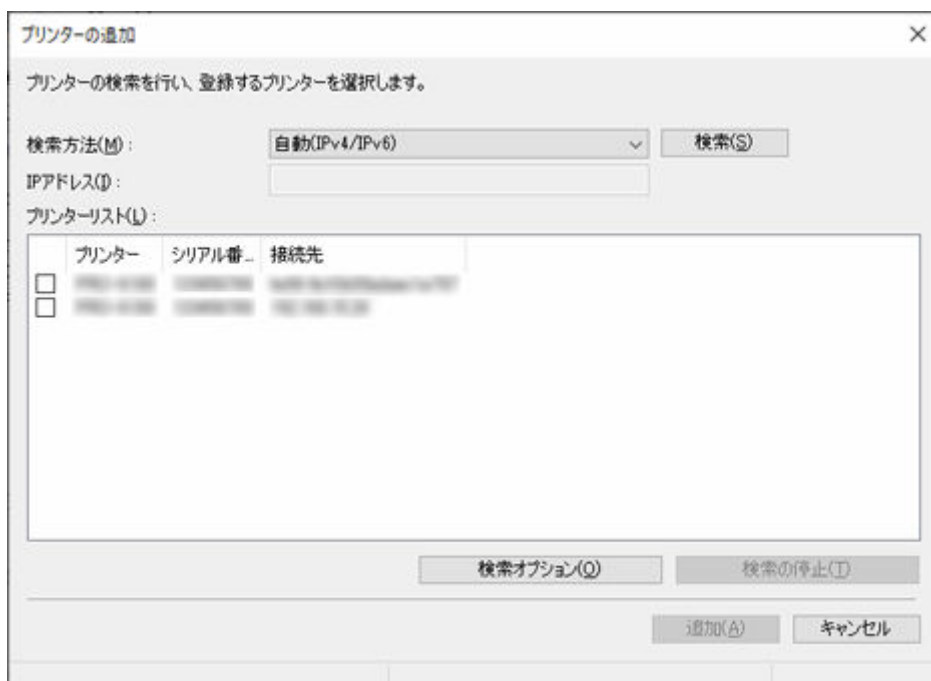 プリンターの追加
プリンターの検索を行い、登録するプリンターを選択します。
検索方法(M): 自動(IPv4/IPv6) 検索(S)
IPアドレス(I):
プリンターリスト(L):
プリンター シリアル番... 接続先
検索オプション(O) 検索の停止(T)
追加(A) キャンセル